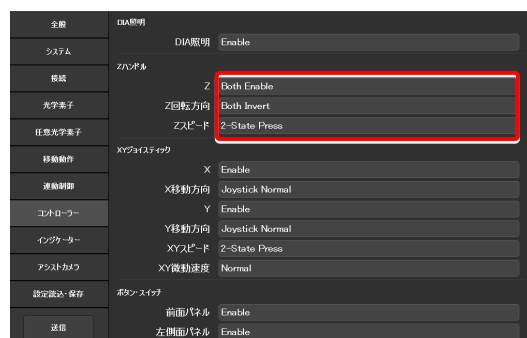 全般
システム
接続
光学素子
任意光学素子
移動動作
連動制御
コントローラー
インジケーター
アシストカメラ
設定読込・保存
送信
DIA照明
DIA照明 Enable
Zハンドル
Z Both Enable
Z回転方向 Both Invert
Zスピード 2-State Press
XYジョイスティック
X Enable
X移動方向 Joystick Normal
Y Enable
Y移動方向 Joystick Normal
XYスピード 2-State Press
XY微動速度 Normal
ボタン・スイッチ
前面パネル Enable
左側面パネル Enable